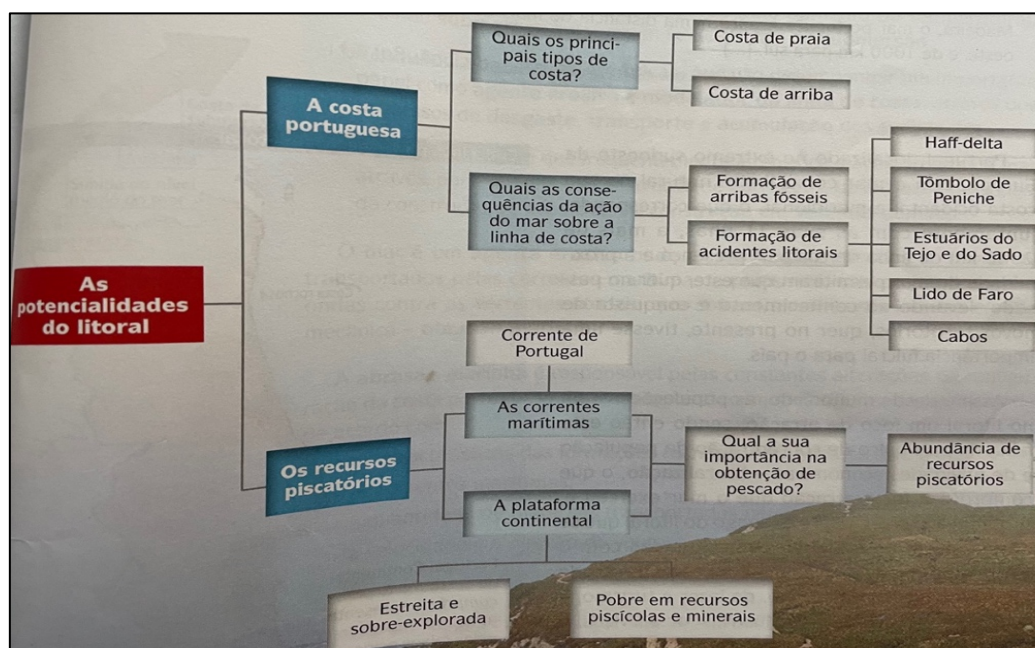 As
potencialidades
do litoral
A costa
portuguesa
Quais os princi-
pais tipos de
costa?
Costa de praia
Costa de arriba
Quais as conse-
quências da ação
do mar sobre a
linha de costa?
Formação de
arribas fósseis
Formação de
acidentes litorais
Haff-delta
Tômbolo de
Peniche
Estuários do
Tejo e do Sado
Lido de Faro
Cabos
Os recursos
piscatórios
Corrente de
Portugal
As correntes
marítimas
A plataforma
continental
Qual a sua
importância na
obtenção de
pescado?
Abundância de
recursos
piscatórios
Estreita e
sobre-explorada
Pobre em recursos
piscícolas e minerais